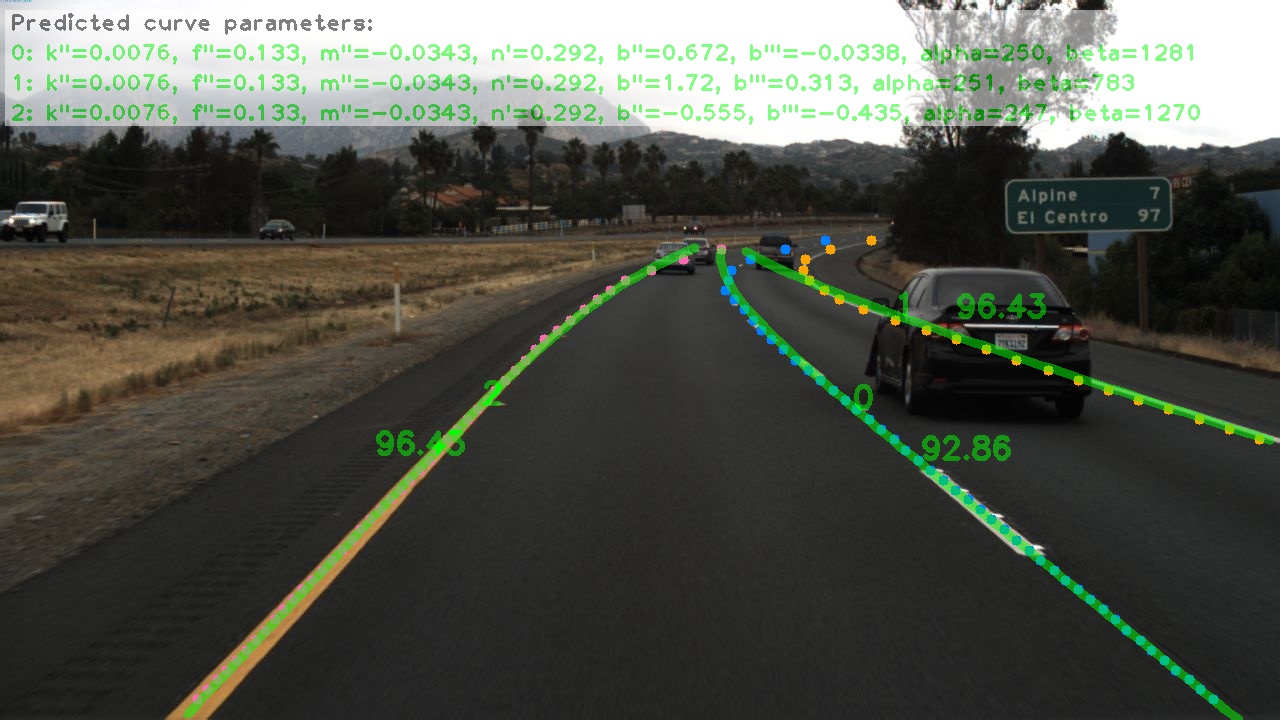 Predicted curve parameters:
0: k''=0.0076, f''=0.133, m''=-0.0343, n'=0.292, b''=0.672, b'''=-0.0338, alpha=250, beta=1281
1: k''=0.0076, f''=0.133, m''=-0.0343, n'=0.292, b''=1.72, b'''=0.313, alpha=251, beta=783
2: k''=0.0076, f''=0.133, m''=-0.0343, n'=0.292, b''=-0.555, b'''=-0.435, alpha=247, beta=1270
Alpine 7
El Centro 97
1 96.43
2
0
96.43
92.86